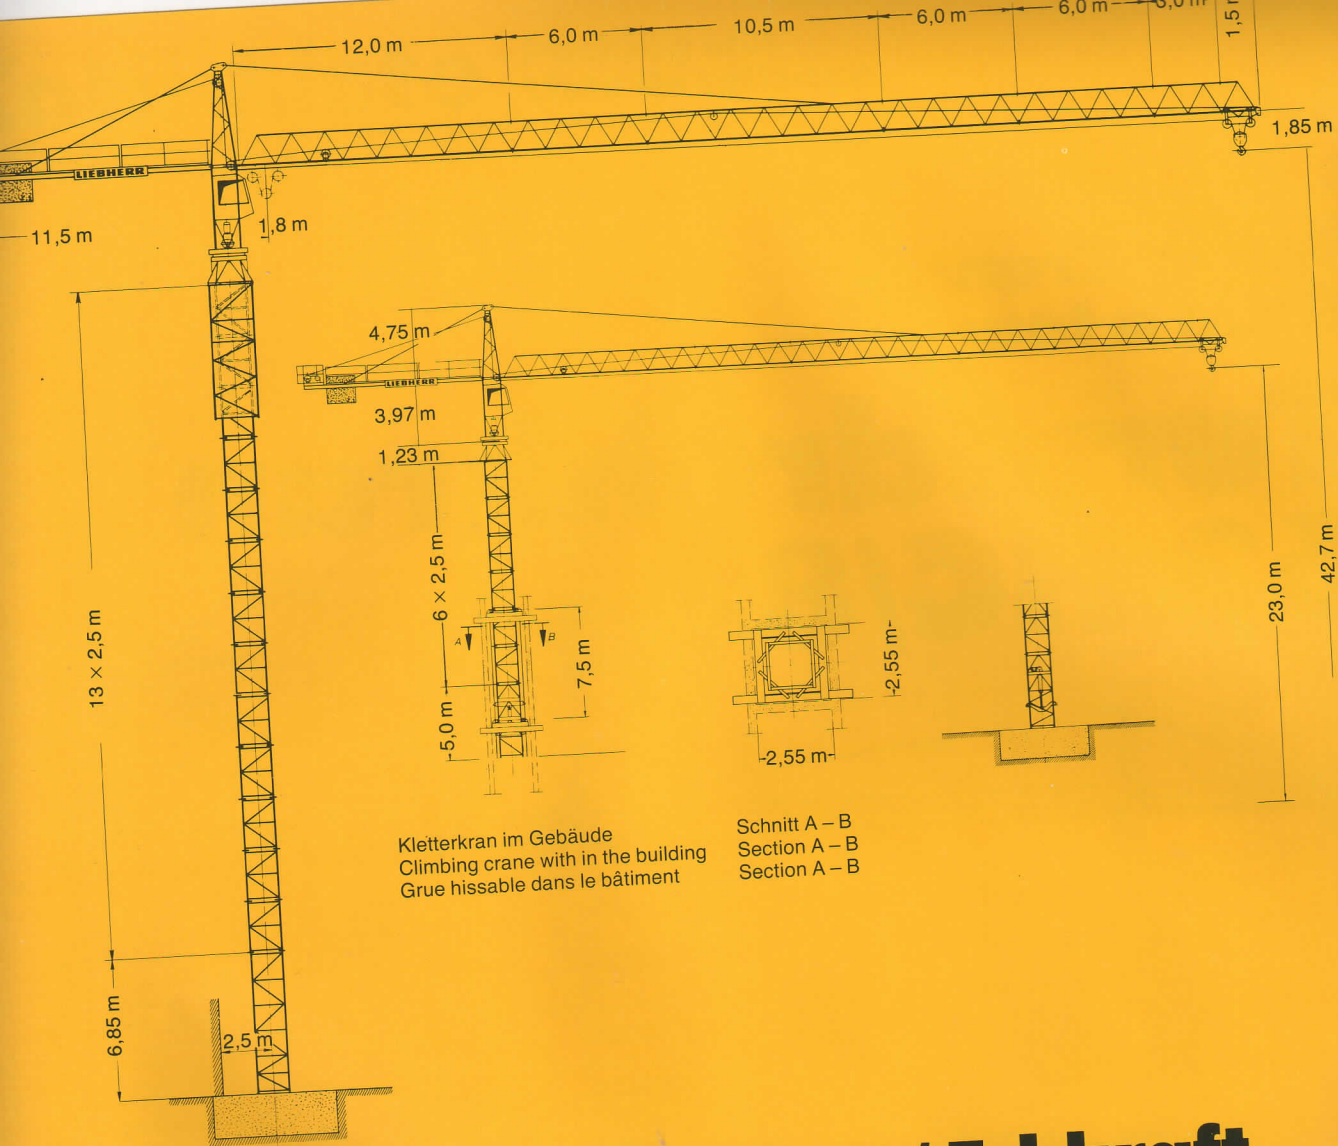 12,0 m
6,0 m
10,5 m
6,0 m
6,0 m
3,0 m
1,85 m
LIEBHERR
11,5 m
1,8 m
4,75 m
LIEBHERR
3,97 m
1,23 m
13 × 2,5 m
6 × 2,5 m
A
B
7,5 m
5,0 m
2,55 m
2,55 m
23,0 m
42,7 m
Kletterkran im Gebäude
Climbing crane with in the building
Grue hissable dans le bâtiment
Schnitt A – B
Section A – B
Section A – B
6,85 m
2,5 m